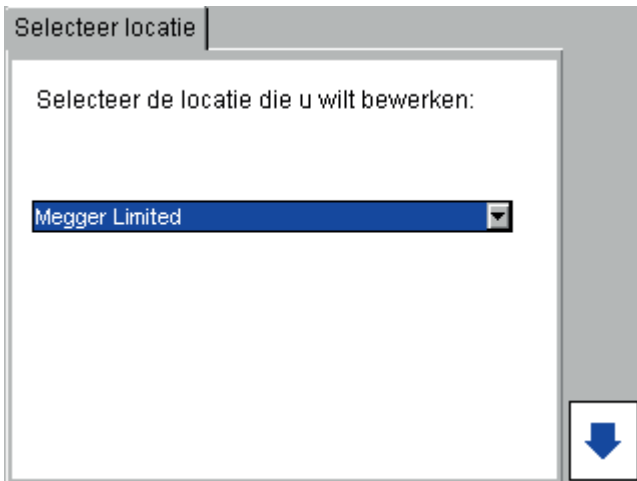 Selecteer locatie
Selecteer de locatie die u wilt bewerken:
Megger Limited